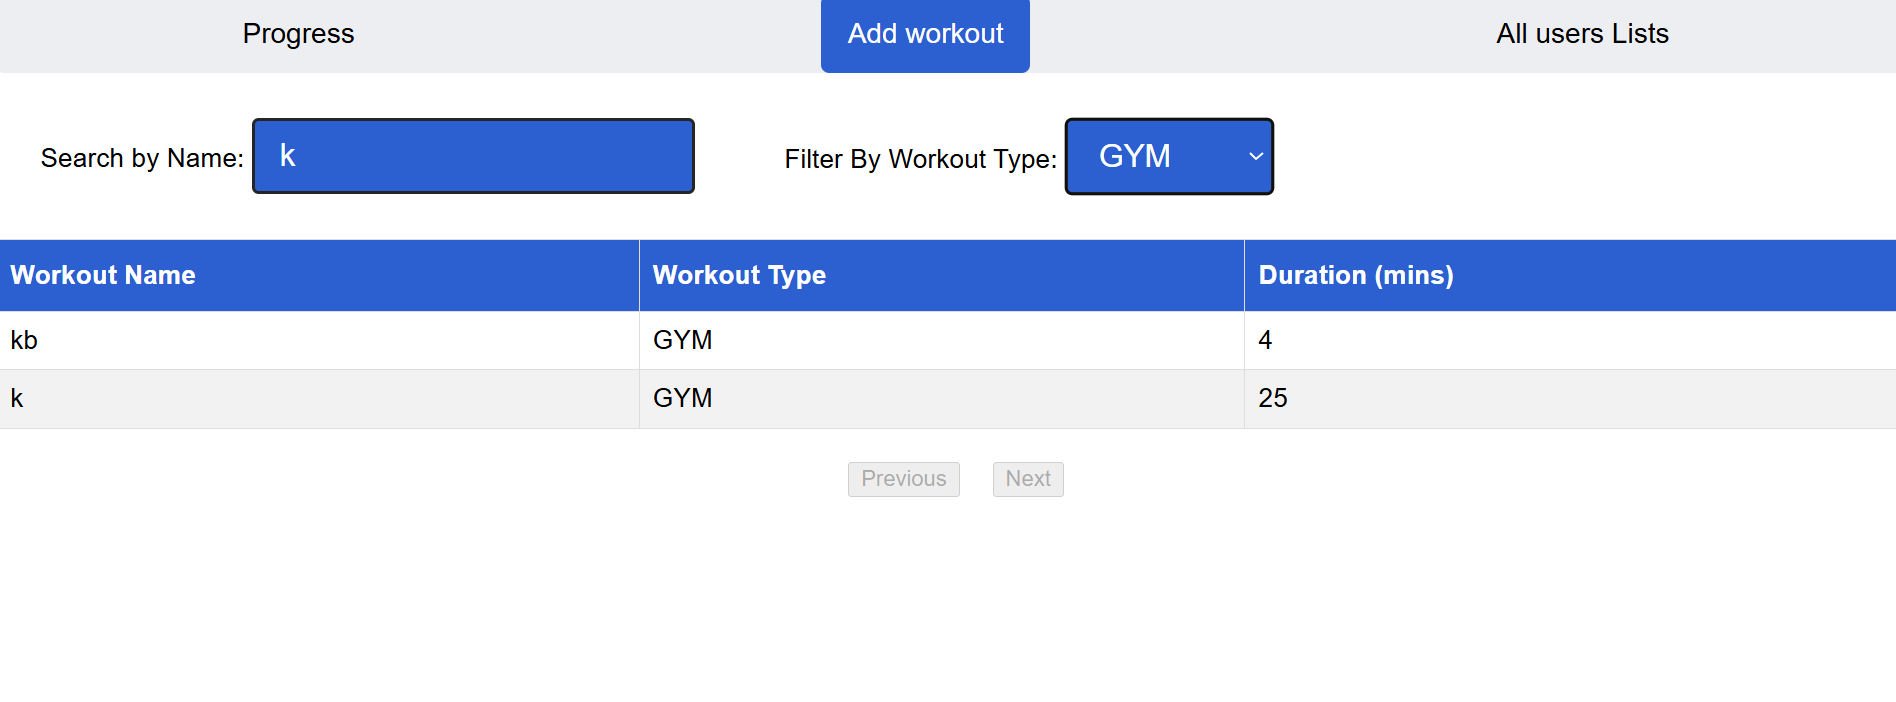 Progress Add workout All users Lists
Search by Name: k Filter By Workout Type: GYM
Workout Name Workout Type Duration (mins)
kb GYM 4
k GYM 25
Previous Next